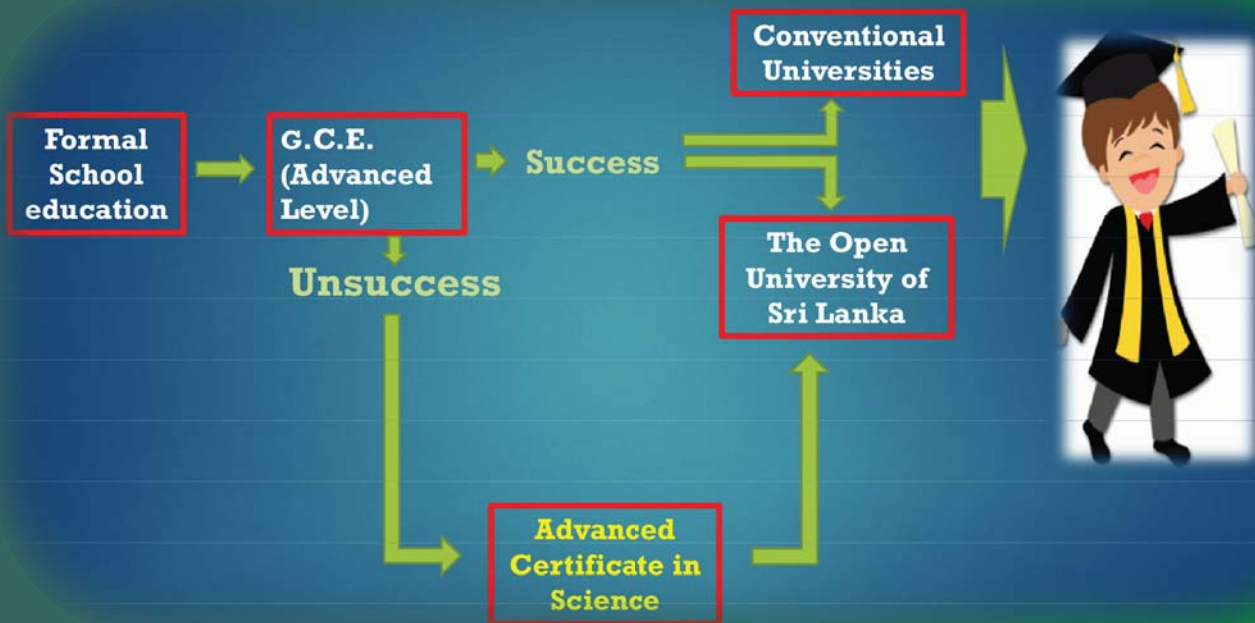 Formal
School
education
G.C.E.
(Advanced
Level)
Success
Unsuccess
Conventional
Universities
The Open
University of
Sri Lanka
Advanced
Certificate in
Science